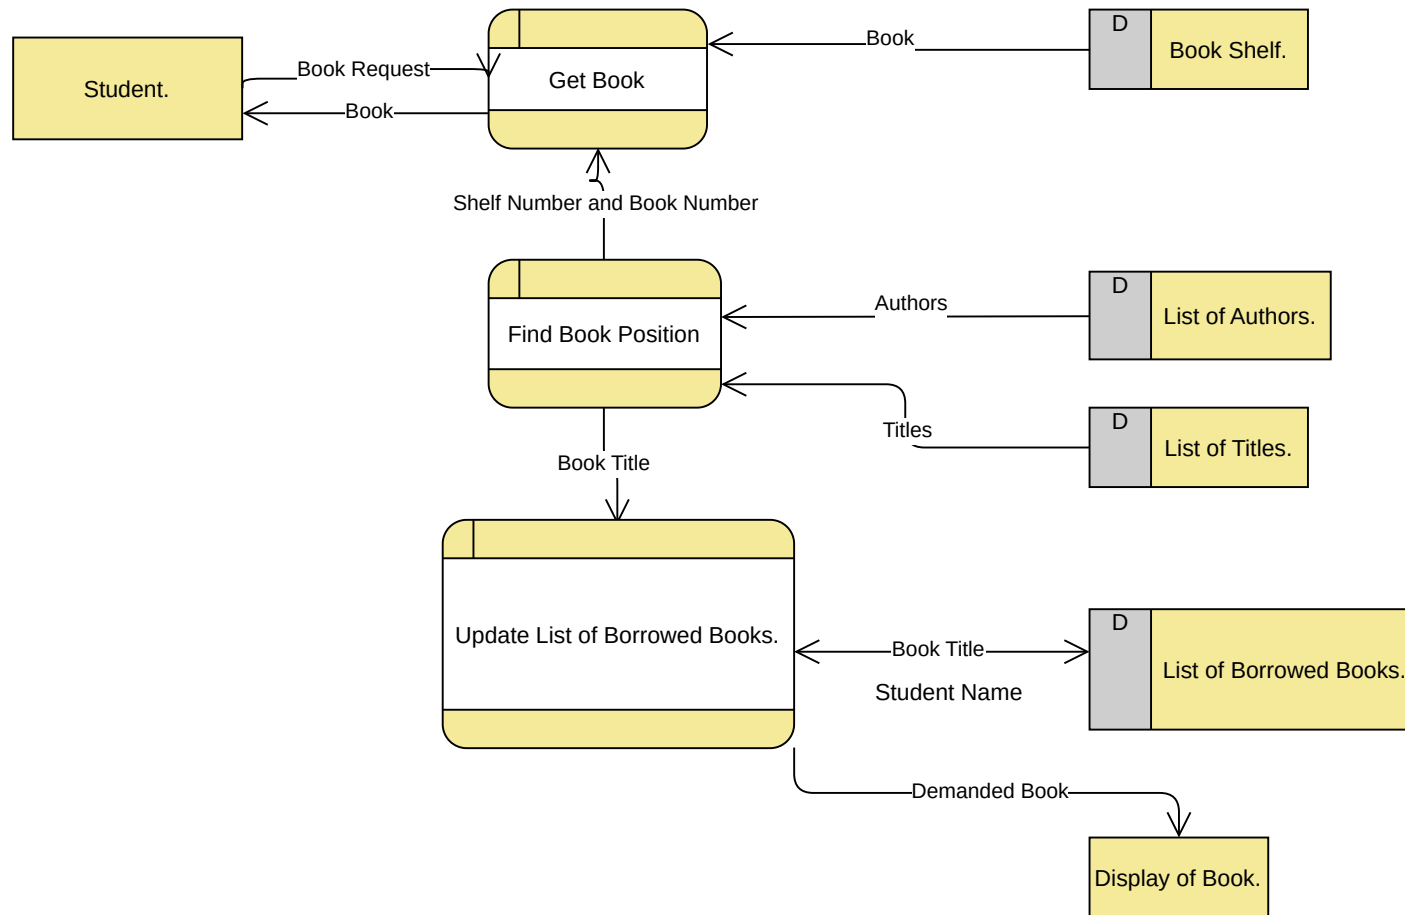 Student.
Book Request
Book
Get Book
Book
D
Book Shelf.
Shelf Number and Book Number
Find Book Position
Authors
D
List of Authors.
Titles
D
List of Titles.
Book Title
Update List of Borrowed Books.
Book Title
Student Name
D
List of Borrowed Books.
Demanded Book
Display of Book.